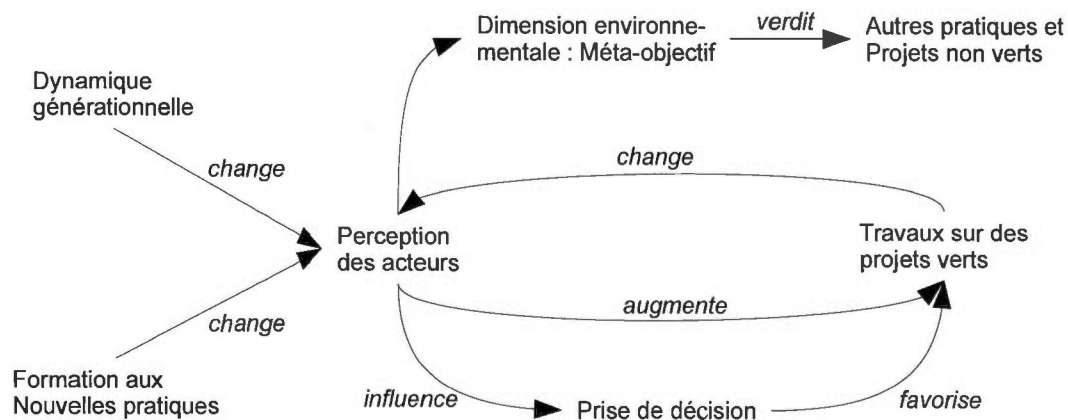 Dimension environne-
mentale : Méta-objectif
verdit
Autres pratiques et
Projets non verts
Dynamique
générationnelle
change
change
Perception
des acteurs
Travaux sur des
projets verts
augmente
change
Formation aux
Nouvelles pratiques
influence
Prise de décision
favorise